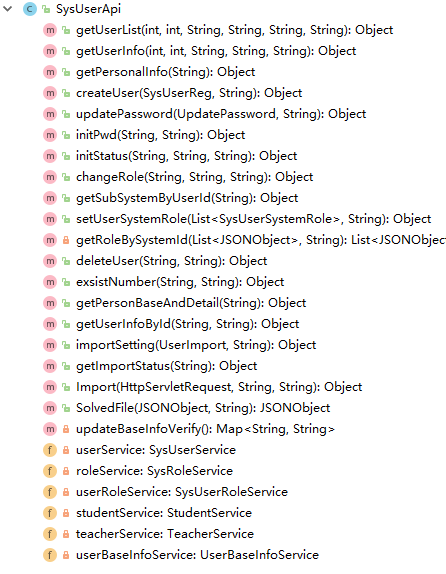 SysUserApi
getUserList(int, int, String, String, String, String): Object
getUserInfo(int, int, String, String): Object
getPersonalInfo(String): Object
createUser(SysUserReg, String): Object
updatePassword(UpdatePassword, String): Object
initPwd(String, String): Object
initStatus(String, String, String): Object
changeRole(String, String, String): Object
getSubSystemByUserId(String): Object
setUserSystemRole(List<SysUserSystemRole>, String): Object
getRoleBySystemId(List<JSONObject>, String): List<JSONObjec
deleteUser(String, String): Object
exsistNumber(String, String): Object
getPersonBaseAndDetail(String): Object
getUserInfoById(String, String): Object
importSetting(UserImport, String): Object
getImportStatus(String): Object
Import(HttpServletRequest, String, String): Object
SolvedFile(JSONObject, String): JSONObject
updateBaseInfoVerify(): Map<String, String>
userService: SysUserService
roleService: SysRoleService
userRoleService: SysUserRoleService
studentService: StudentService
teacherService: TeacherService
userBaseInfoService: UserBaseInfoService